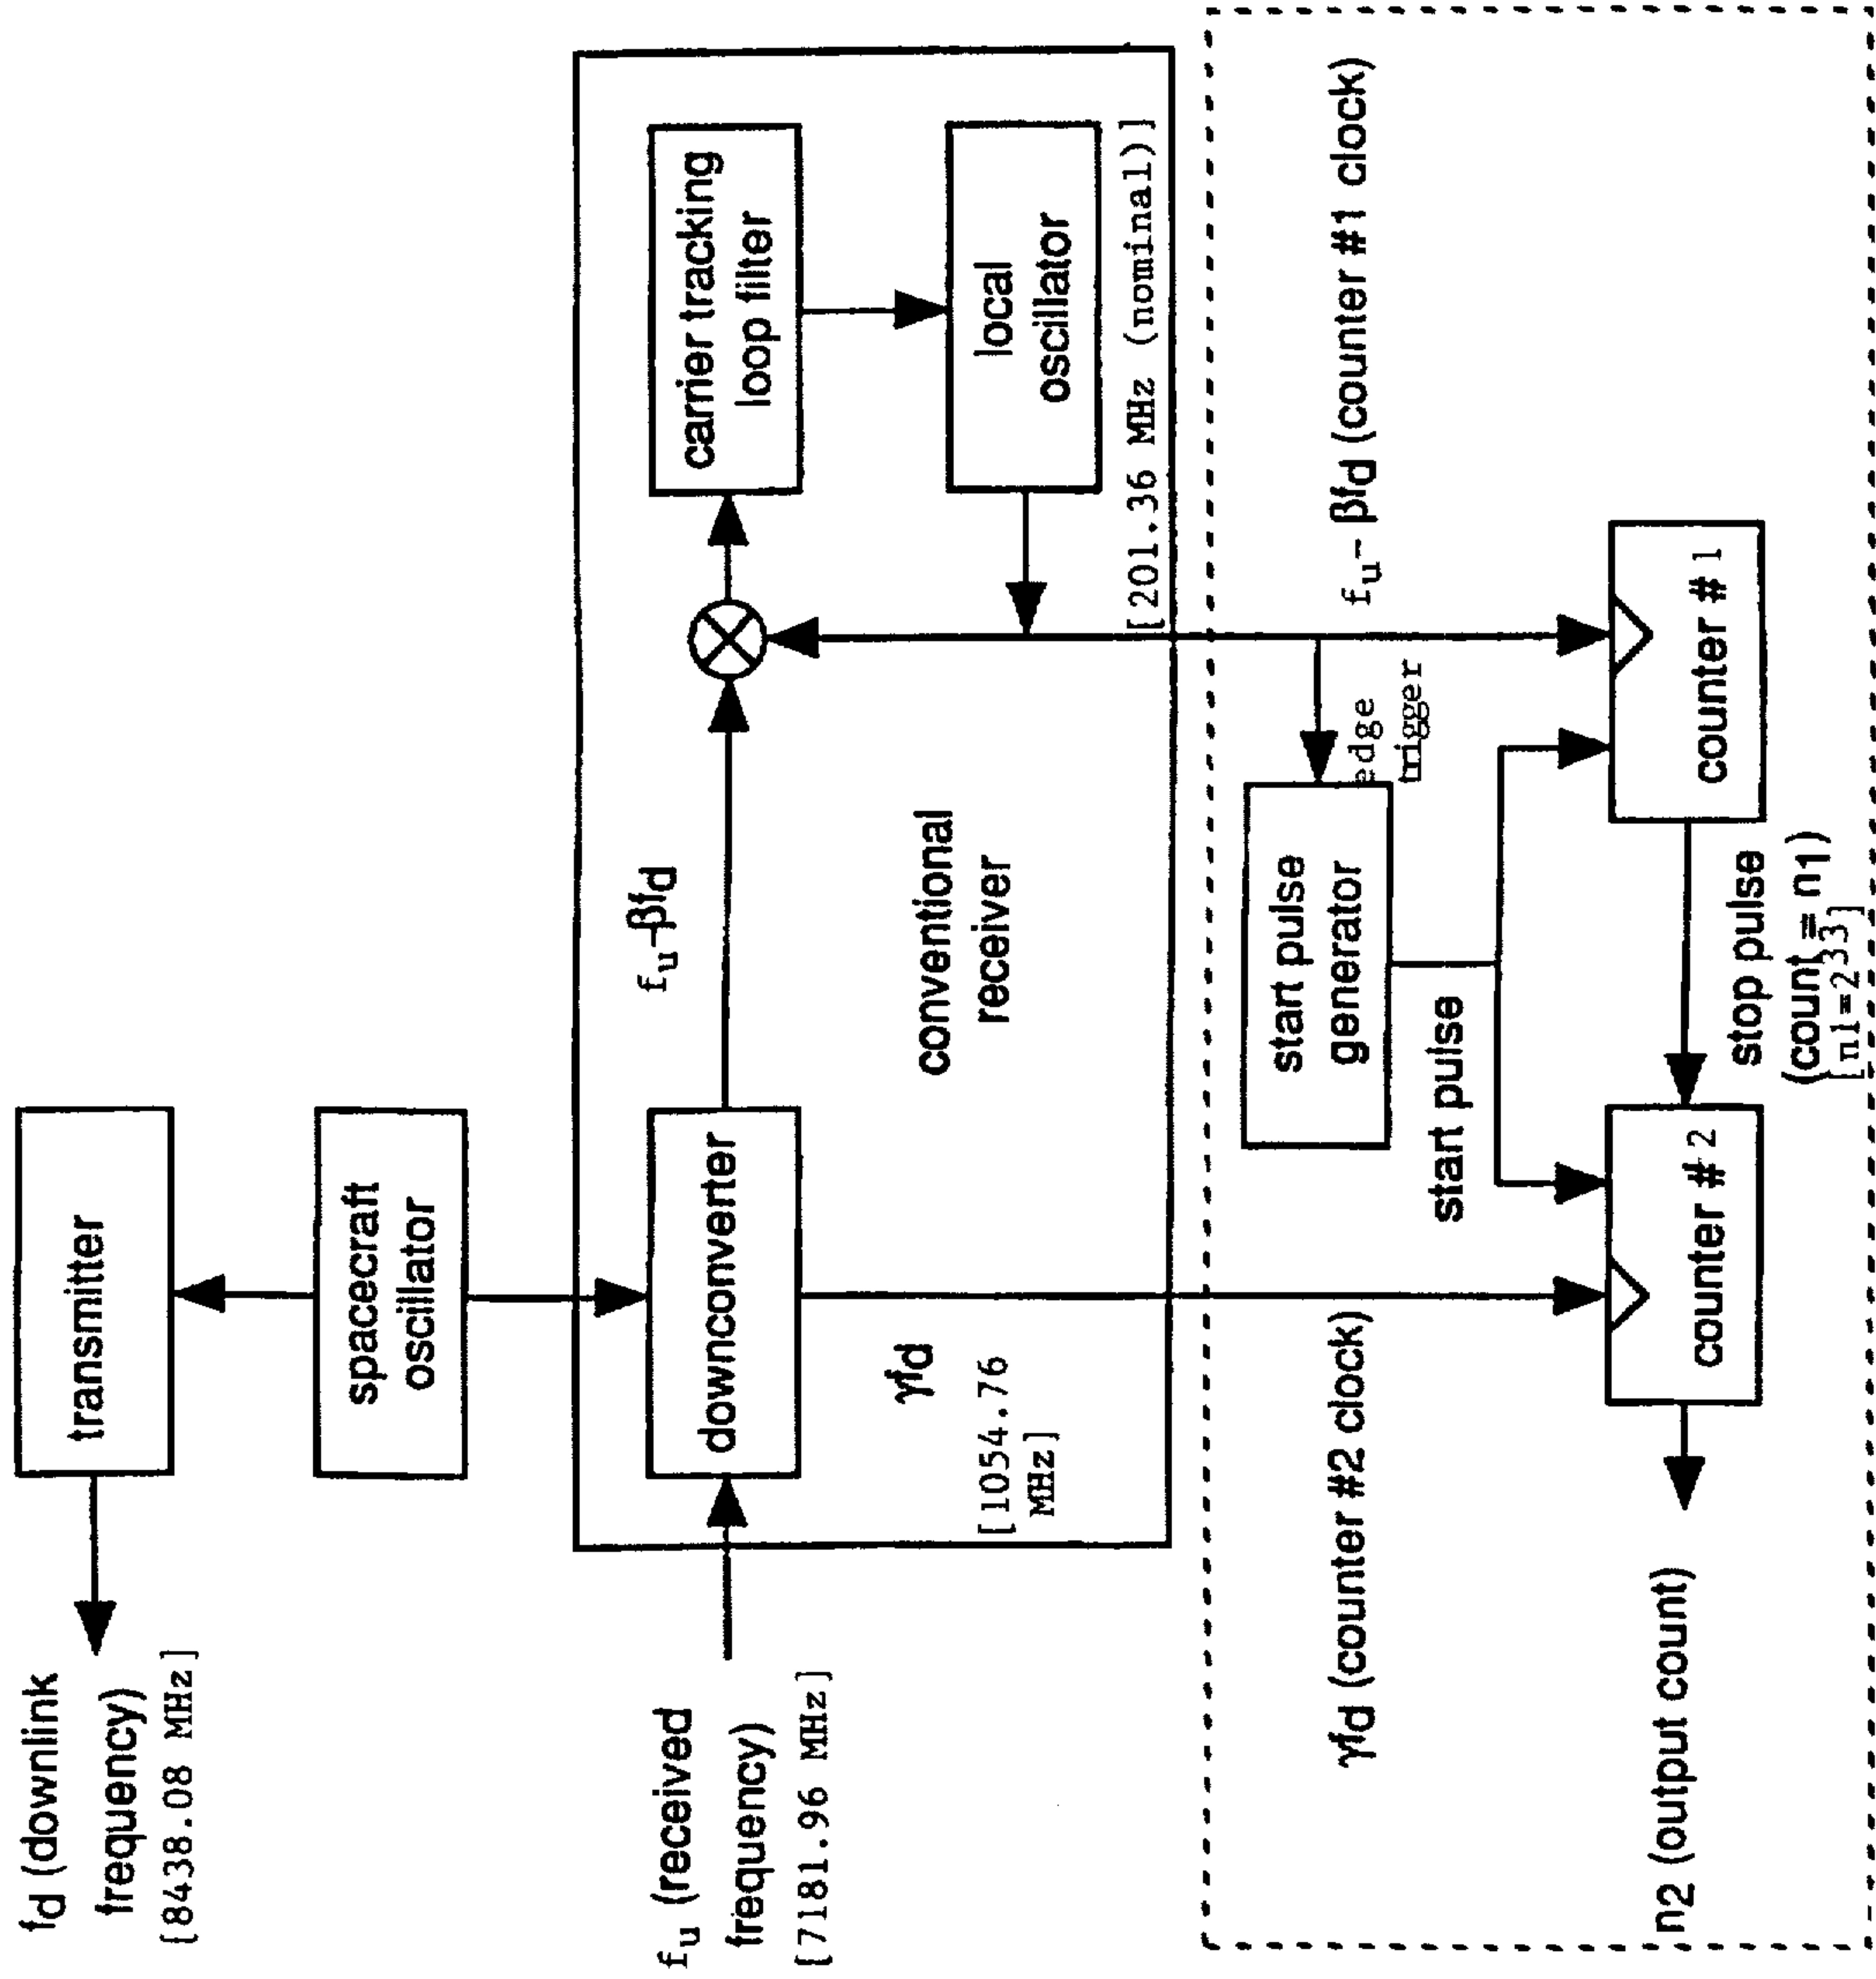 fd (downlink
frequency)
[8438.08 MHz]
transmitter
spacecraft
oscillator
fu (received
frequency)
[7181.96 MHz]
downconverter
fu-βfd
carrier tracking
loop filter
γfd
[1054.76
MHz]
conventional
receiver
local
oscillator
[201.36 MHz (nominal)]
γfd (counter #2 clock)
start pulse
generator
edge
trigger
fu- βfd (counter #1 clock)
start pulse
n2 (output count)
counter # 2
stop pulse
(count = n1)
[n1=233]
counter # 1